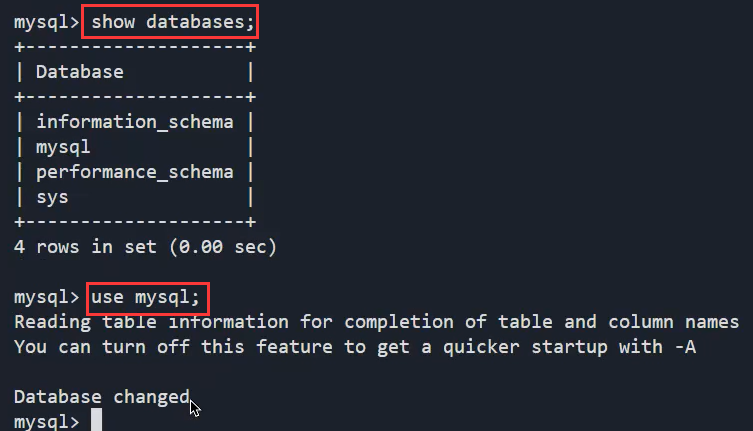 mysql> show databases;
+--------------------+
| Database           |
+--------------------+
| information_schema |
| mysql              |
| performance_schema |
| sys                |
+--------------------+
4 rows in set (0.00 sec)
mysql> use mysql;
Reading table information for completion of table and column names
You can turn off this feature to get a quicker startup with -A
Database changed
mysql>